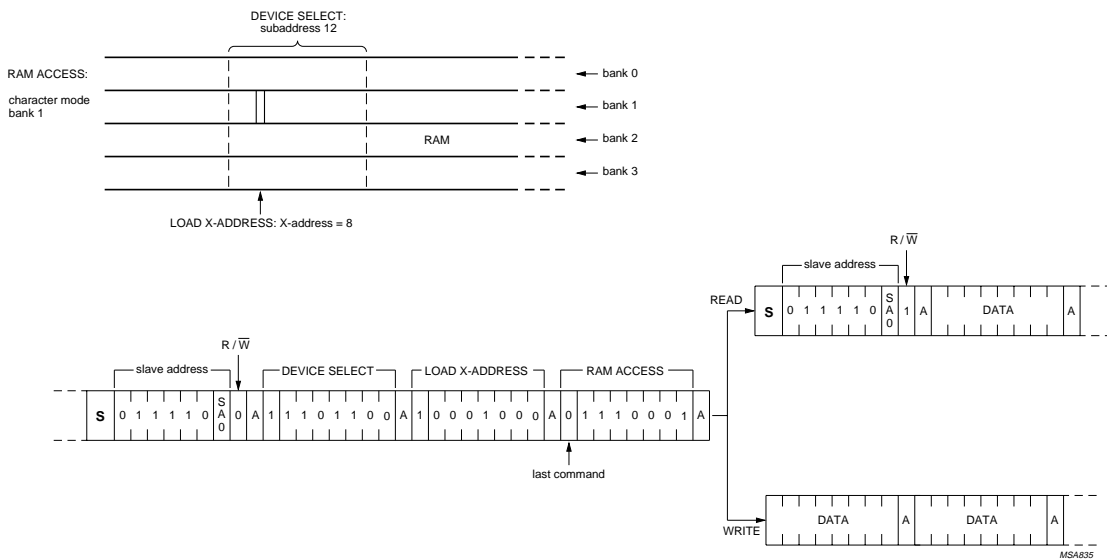 DEVICE SELECT:
subaddress 12
RAM ACCESS:
bank 0
character mode
bank 1
bank 1
RAM
bank 2
bank 3
LOAD X-ADDRESS: X-address = 8
R / W
slave address
READ
S 0 1 1 1 1 0 SA0 1 A DATA A
R / W
slave address DEVICE SELECT LOAD X-ADDRESS RAM ACCESS
S 0 1 1 1 1 0 SA0 0 A 1 1 1 0 1 1 0 0 A 1 0 0 0 1 0 0 0 A 0 1 1 1 0 0 0 1 A
last command
WRITE
DATA A DATA A
MSA835